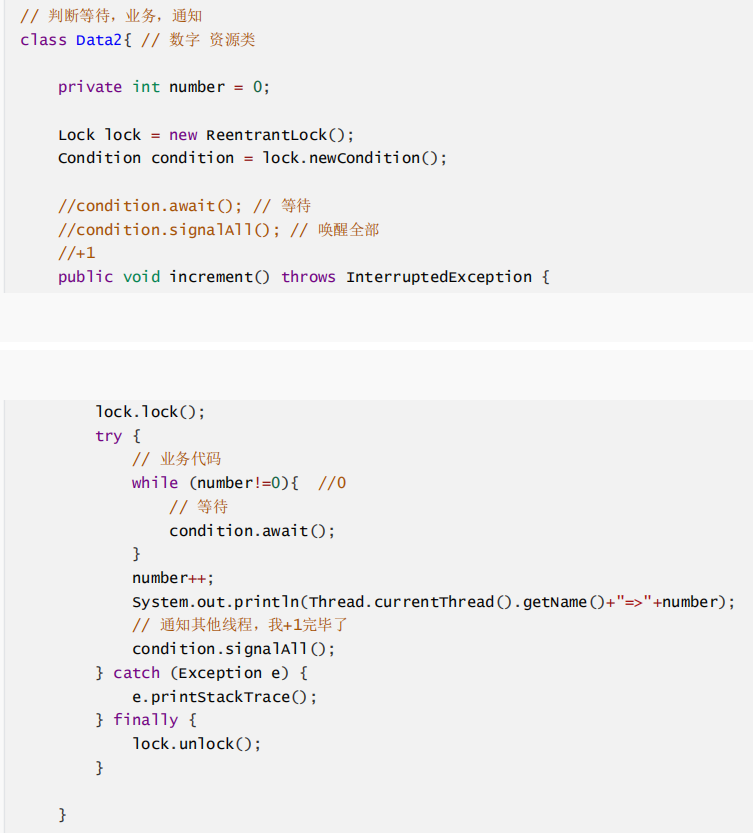 // 判断等待，业务，通知
class Data2{ // 数字 资源类
private int number = 0;
Lock lock = new ReentrantLock();
Condition condition = lock.newCondition();
//condition.await(); // 等待
//condition.signalAll(); // 唤醒全部
//+1
public void increment() throws InterruptedException {
lock.lock();
try {
// 业务代码
while (number!=0){  //0
// 等待
condition.await();
}
number++;
System.out.println(Thread.currentThread().getName()+"=>"+number);
// 通知其他线程，我+1完毕了
condition.signalAll();
} catch (Exception e) {
e.printStackTrace();
} finally {
lock.unlock();
}
}